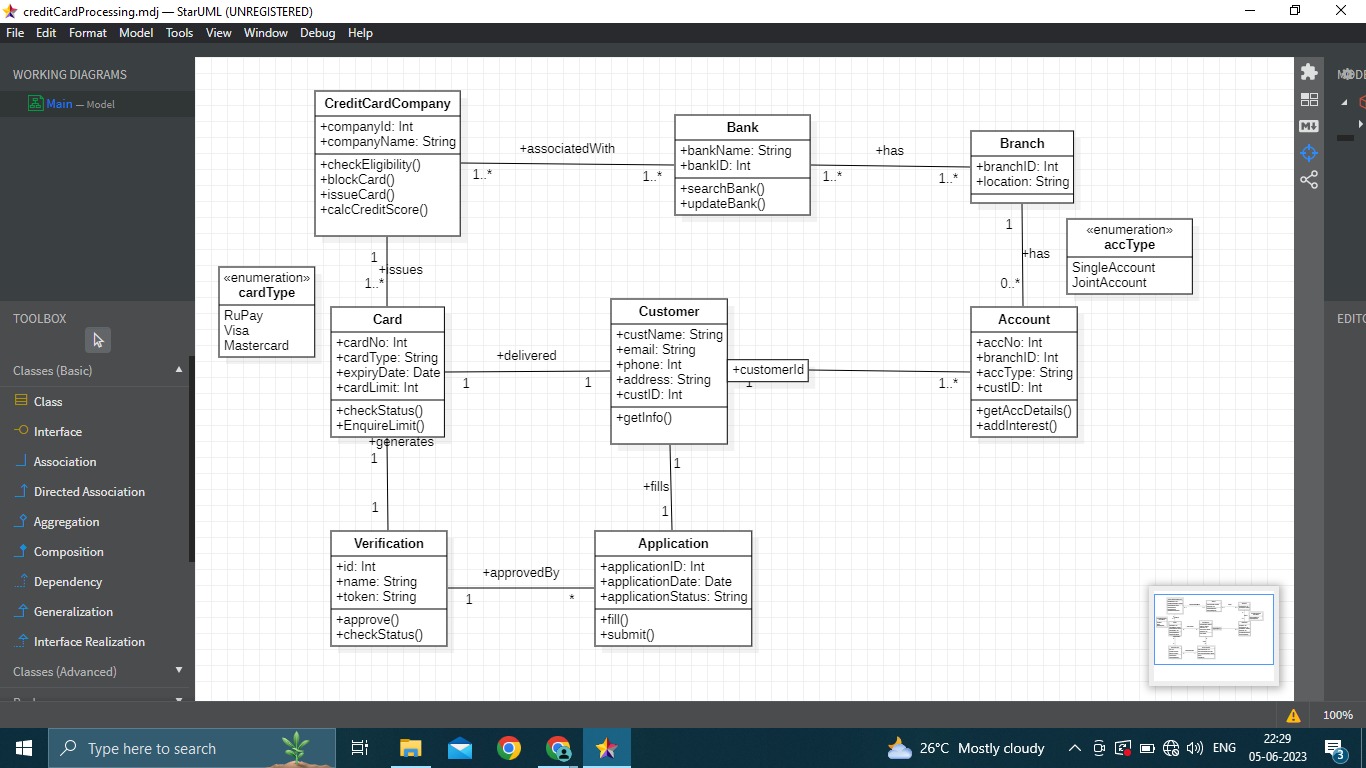 creditCardProcessing.mdj — StarUML (UNREGISTERED)
File Edit Format Model Tools View Window Debug Help
WORKING DIAGRAMS
Main — Model
TOOLBOX
Classes (Basic)
Class
Interface
Association
Directed Association
Aggregation
Composition
Dependency
Generalization
Interface Realization
Classes (Advanced)
CreditCardCompany
+companyId: Int
+companyName: String
+checkEligibility()
+blockCard()
+issueCard()
+calcCreditScore()
+associatedWith
1..*
1..*
Bank
+bankName: String
+bankID: Int
+searchBank()
+updateBank()
+has
1..*
1..*
Branch
+branchID: Int
+location: String
1
+has
0..*
«enumeration»
accType
SingleAccount
JointAccount
1
+issues
1..*
«enumeration»
cardType
RuPay
Visa
Mastercard
Card
+cardNo: Int
+cardType: String
+expiryDate: Date
+cardLimit: Int
+checkStatus()
+EnquireLimit()
+delivered
1
1
Customer
+custName: String
+email: String
+phone: Int
+address: String
+custID: Int
+getInfo()
+customerId
1
1..*
Account
+accNo: Int
+branchID: Int
+accType: String
+custID: Int
+getAccDetails()
+addInterest()
+generates
1
1
1
+fills
1
Verification
+id: Int
+name: String
+token: String
+approve()
+checkStatus()
+approvedBy
1
*
Application
+applicationID: Int
+applicationDate: Date
+applicationStatus: String
+fill()
+submit()
M
EDITO
100%
Type here to search
26°C Mostly cloudy
ENG
22:29
05-06-2023
3